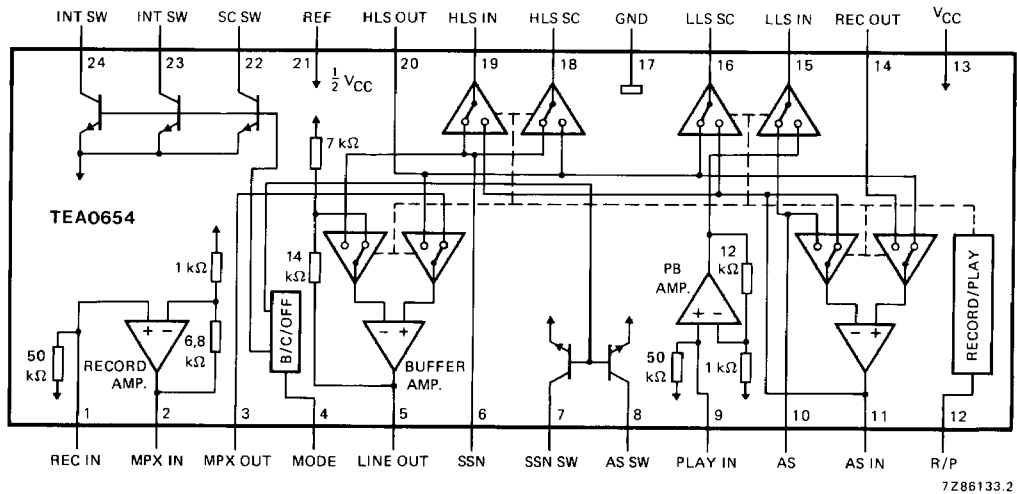 INT SW INT SW SC SW REF HLS OUT HLS IN HLS SC GND LLS SC LLS IN REC OUT VCC
24 23 22 21 20 19 18 17 16 15 14 13
½ VCC
7 kΩ
TEA0654
1 kΩ
14 kΩ
12 kΩ
PB AMP.
50 kΩ
RECORD AMP.
6,8 kΩ
B/C/OFF
BUFFER AMP.
50 kΩ
1 kΩ
RECORD/PLAY
+ − − + + − − +
1 2 3 4 5 6 7 8 9 10 11 12
REC IN MPX IN MPX OUT MODE LINE OUT SSN SSN SW AS SW PLAY IN AS AS IN R/P
7Z86133.2